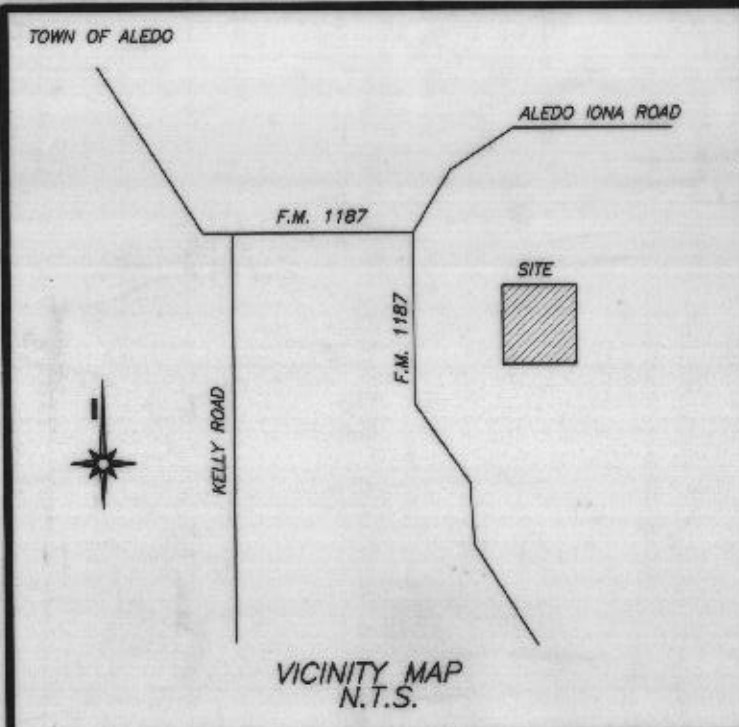 TOWN OF ALEDO
ALEDO IONA ROAD
F.M. 1187
SITE
F.M. 1187
KELLY ROAD
VICINITY MAP
N.T.S.